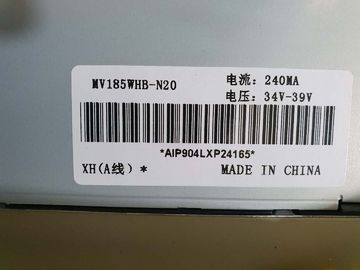 MV185WHB-N20
电流: 240MA
电压: 34V-39V
*AIP904LXP24165*
XH(A线) *
MADE IN CHINA